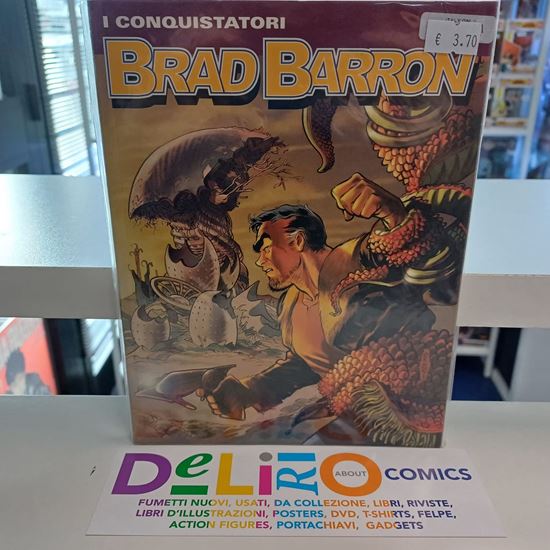 I CONQUISTATORI
€ 3.70
BRAD BARRON
DeLiRiO ABOUT COMICS
FUMETTI NUOVI, USATI, DA COLLEZIONE, LIBRI, RIVISTE,
LIBRI D'ILLUSTRAZIONI, POSTERS, DVD, T-SHIRTS, FELPE,
ACTION FIGURES, PORTACHIAVI, GADGETS